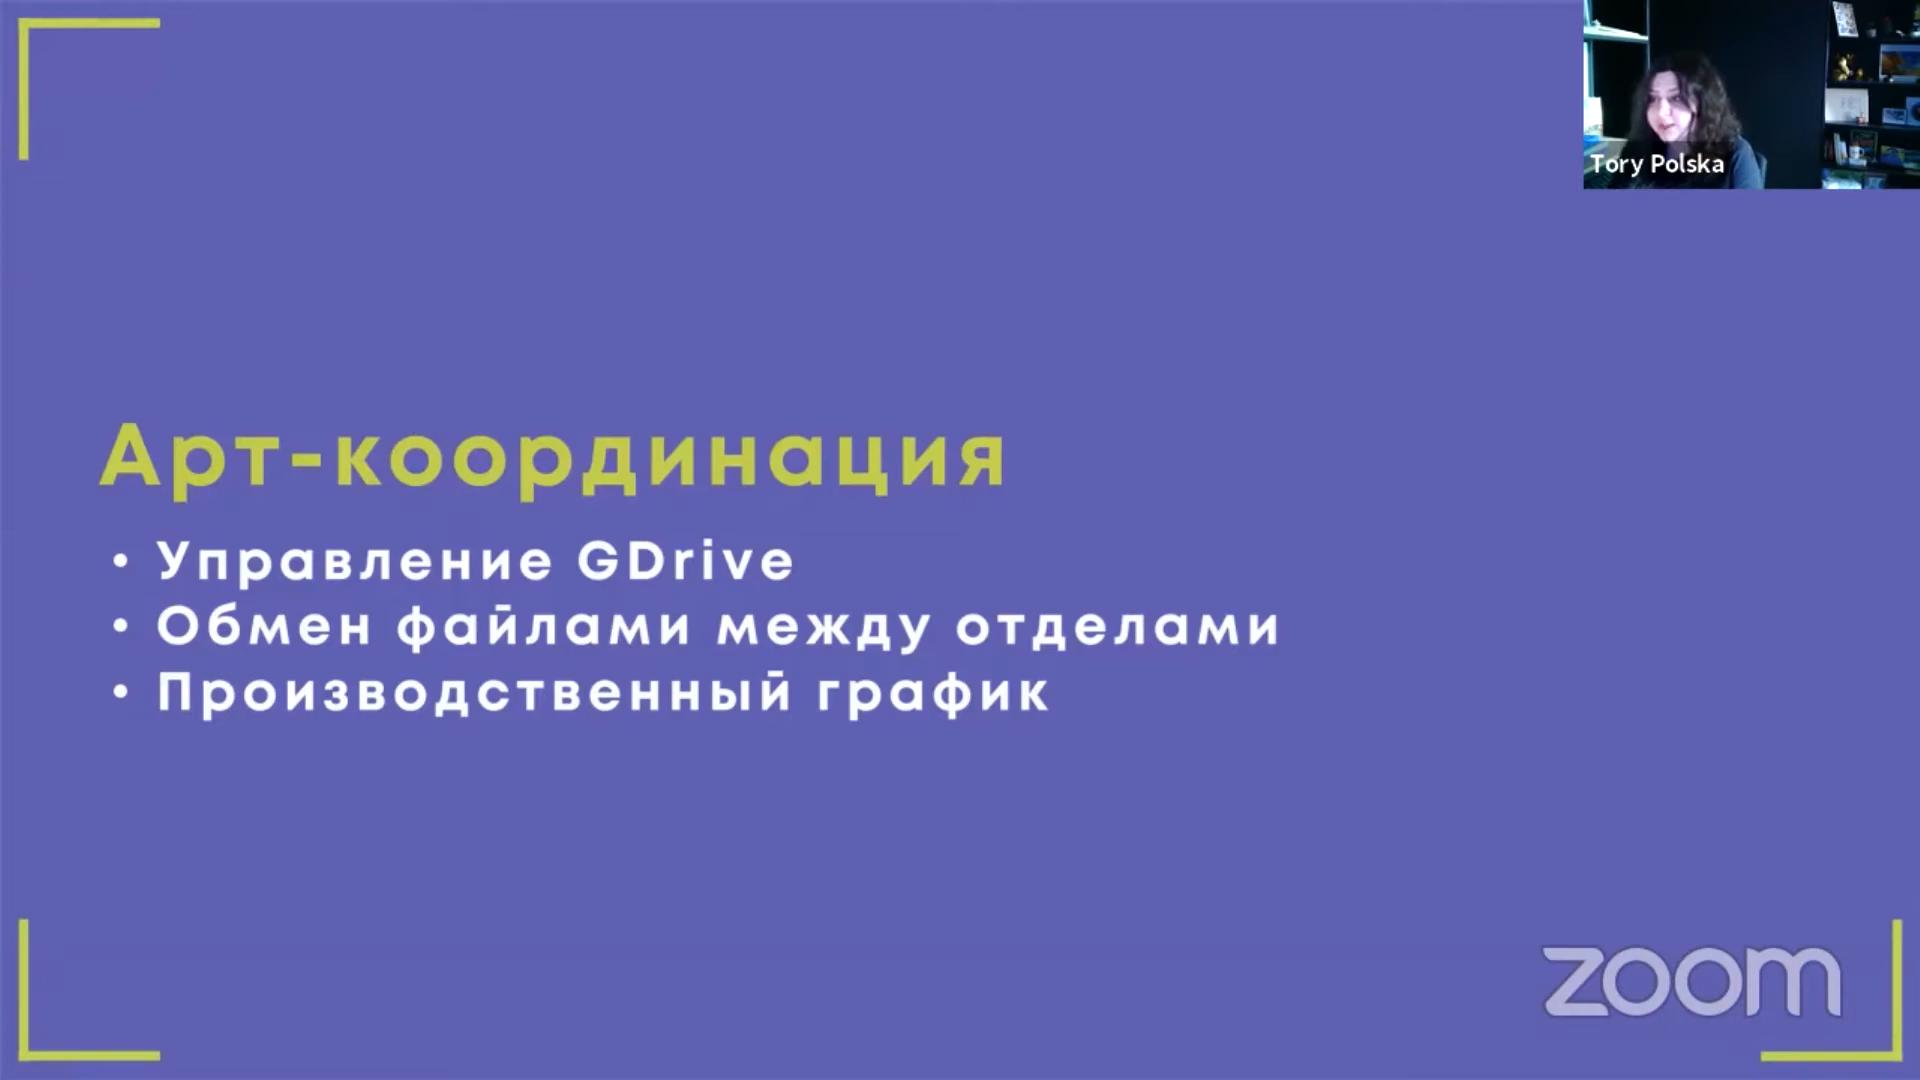 Tory Polska
Арт-координация
• Управление GDrive
• Обмен файлами между отделами
• Производственный график
zoom